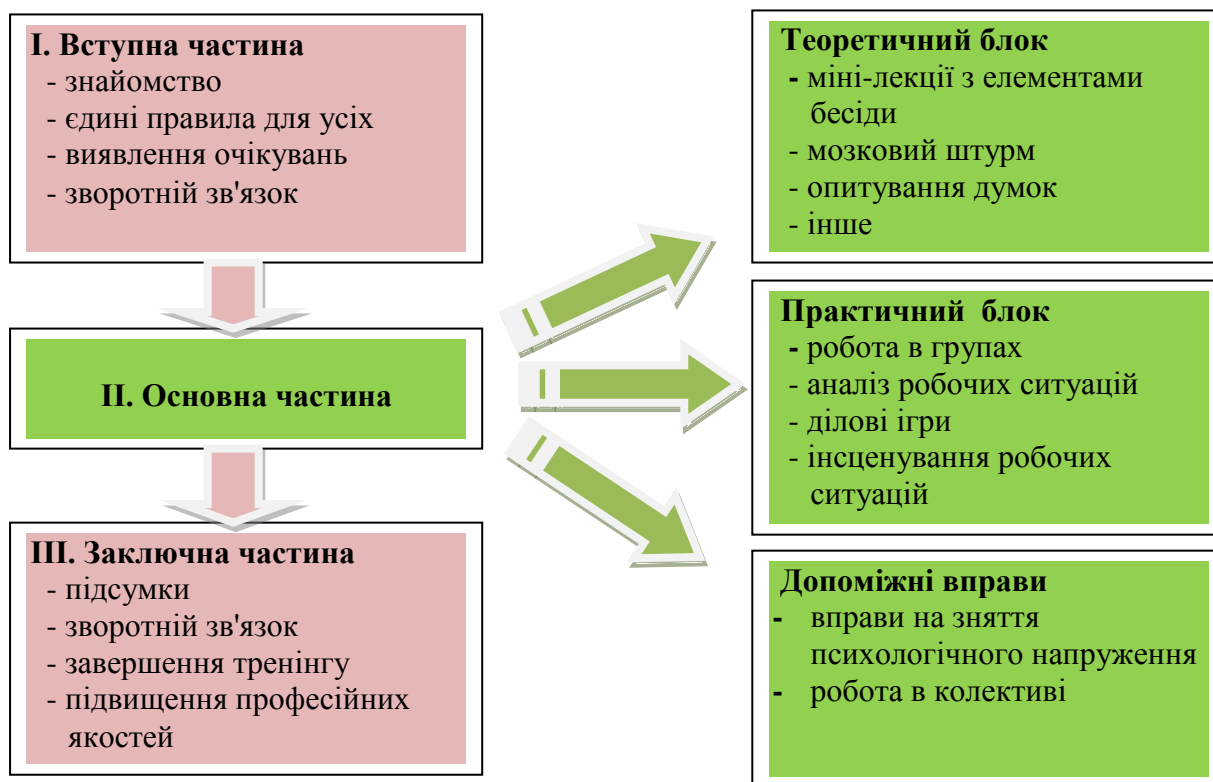 I. Вступна частина
- знайомство
- єдині правила для усіх
- виявлення очікувань
- зворотній зв'язок
II. Основна частина
III. Заключна частина
- підсумки
- зворотній зв'язок
- завершення тренінгу
- підвищення професійних
якостей
Теоретичний блок
- міні-лекції з елементами
бесіди
- мозковий штурм
- опитування думок
- інше
Практичний блок
- робота в групах
- аналіз робочих ситуацій
- ділові ігри
- інсценування робочих
ситуацій
Допоміжні вправи
- вправи на зняття
психологічного напруження
- робота в колективі